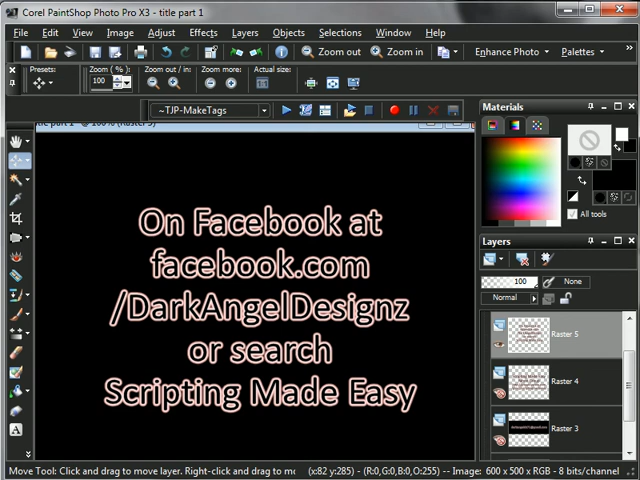 Corel PaintShop Photo Pro X3 - title part 1
File Edit View Image Adjust Effects Layers Objects Selections Window Help
Zoom out Zoom in Enhance Photo Palettes
Presets: Zoom (%) Zoom out / in: Zoom more: Actual size:
100
~TJP-MakeTags
Materials
All tools
On Facebook at
facebook.com
/DarkAngelDesignz
or search
Scripting Made Easy
Layers
100 None
Normal
Raster 5
Raster 4
Raster 3
Move Tool: Click and drag to move layer. Right-click and drag to mo
(x:82 y:285) - (R:0,G:0,B:0,O:255) -- Image: 600 x 500 x RGB - 8 bits/channel